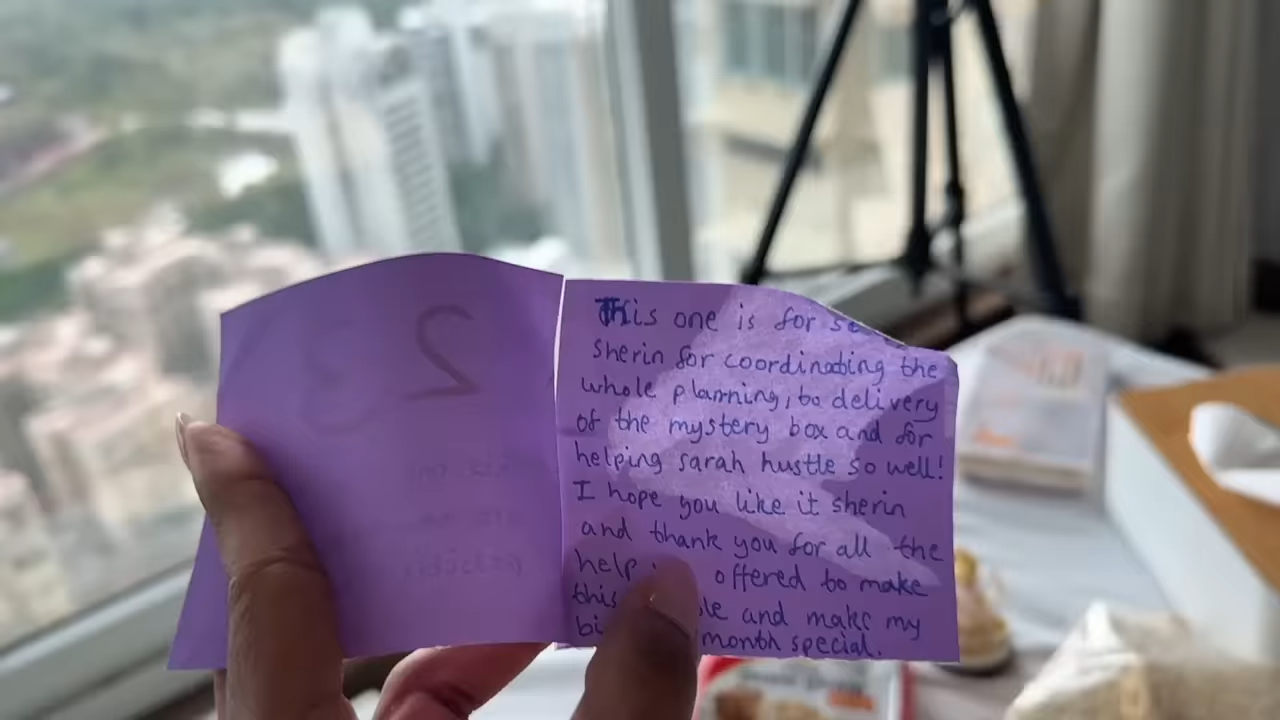 2
This one is for
sherin for coordinating the
whole planning, to delivery
of the mystery box and for
helping sarah hustle so well!
I hope you like it sherin
and thank you for all the
help offered to make
this and make my
month special.